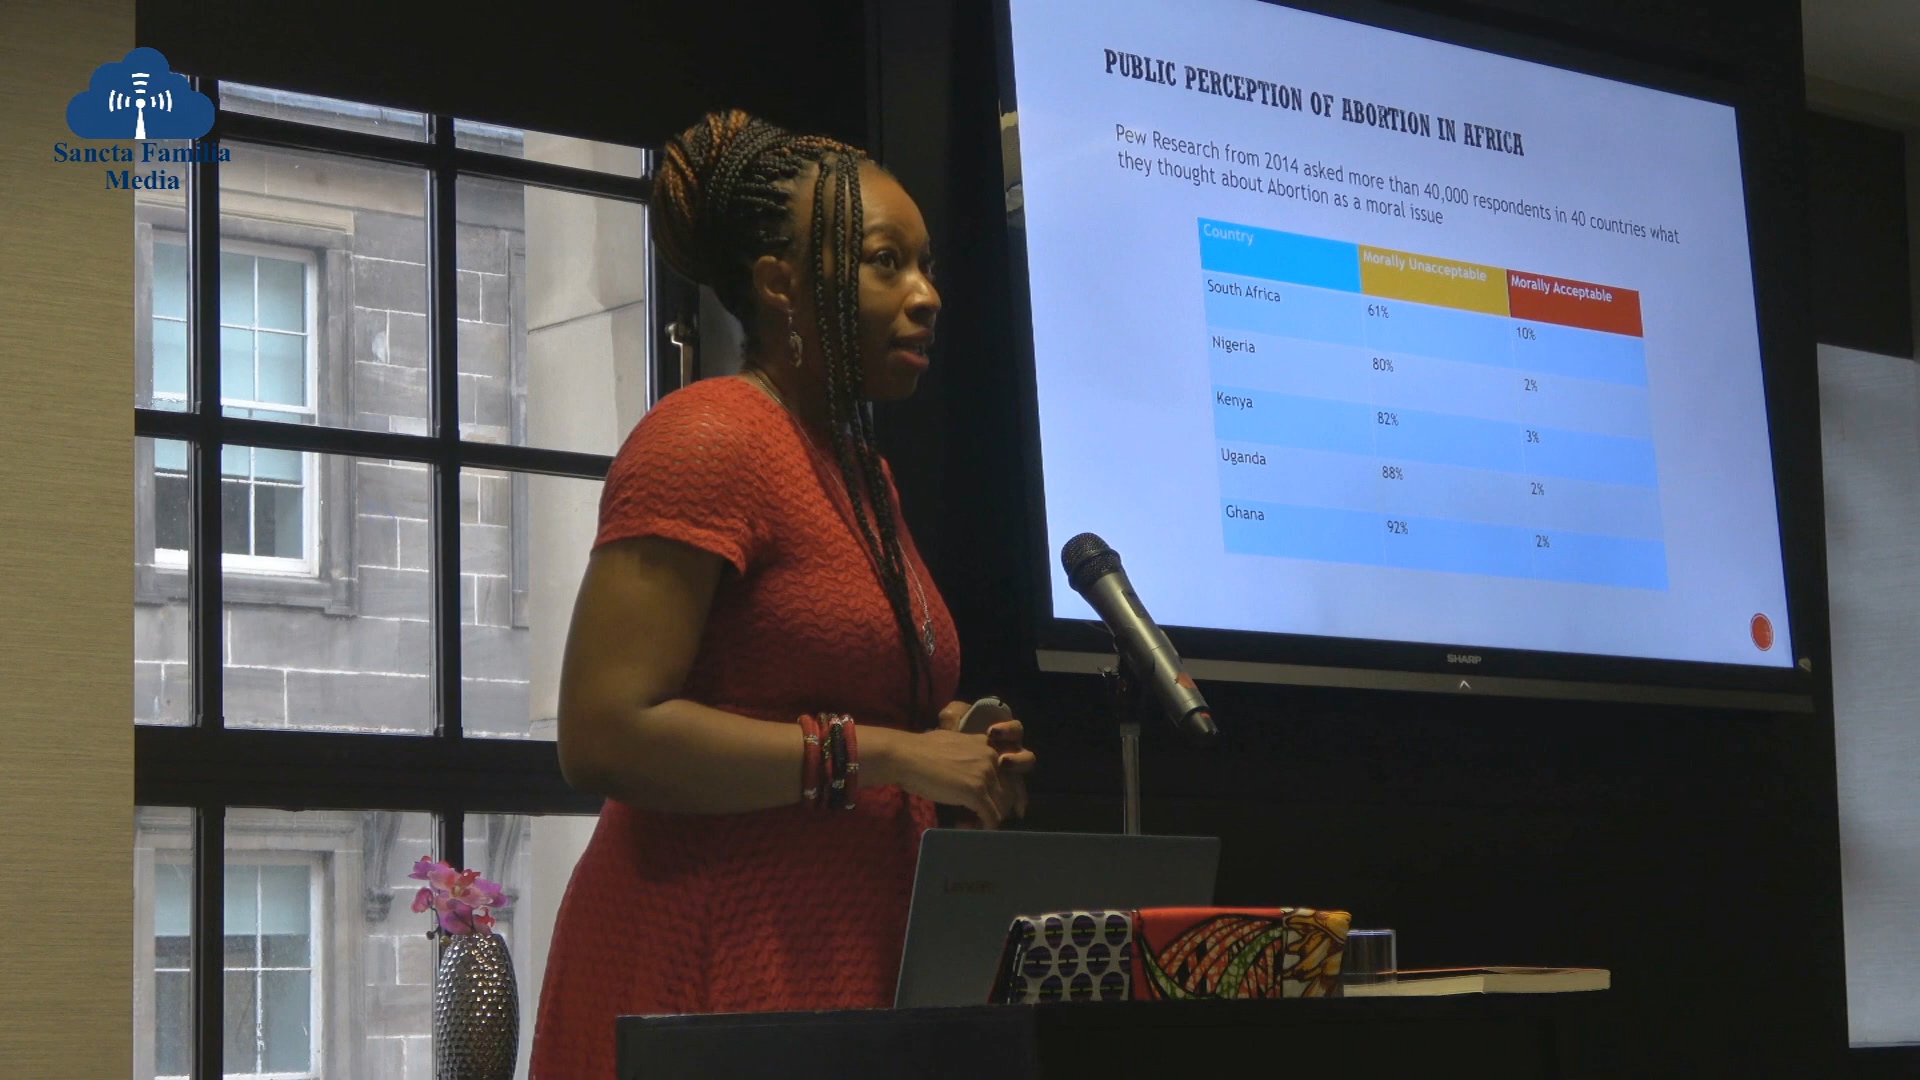 Sancta Familia
Media
PUBLIC PERCEPTION OF ABORTION IN AFRICA
Pew Research from 2014 asked more than 40,000 respondents in 40 countries what
they thought about Abortion as a moral issue
Country Morally Unacceptable Morally Acceptable
South Africa 61% 10%
Nigeria 80% 2%
Kenya 82% 3%
Uganda 88% 2%
Ghana 92% 2%
SHARP
Lenovo